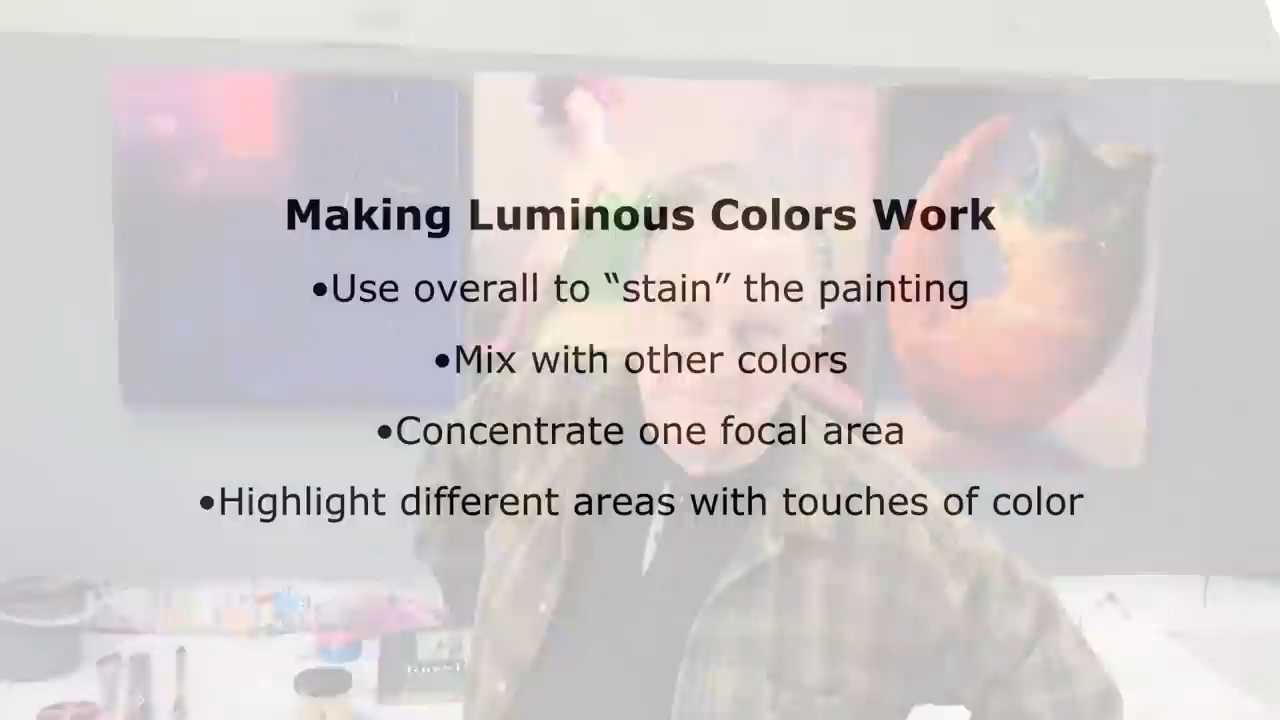 Making Luminous Colors Work
•Use overall to “stain” the painting
•Mix with other colors
•Concentrate one focal area
•Highlight different areas with touches of color